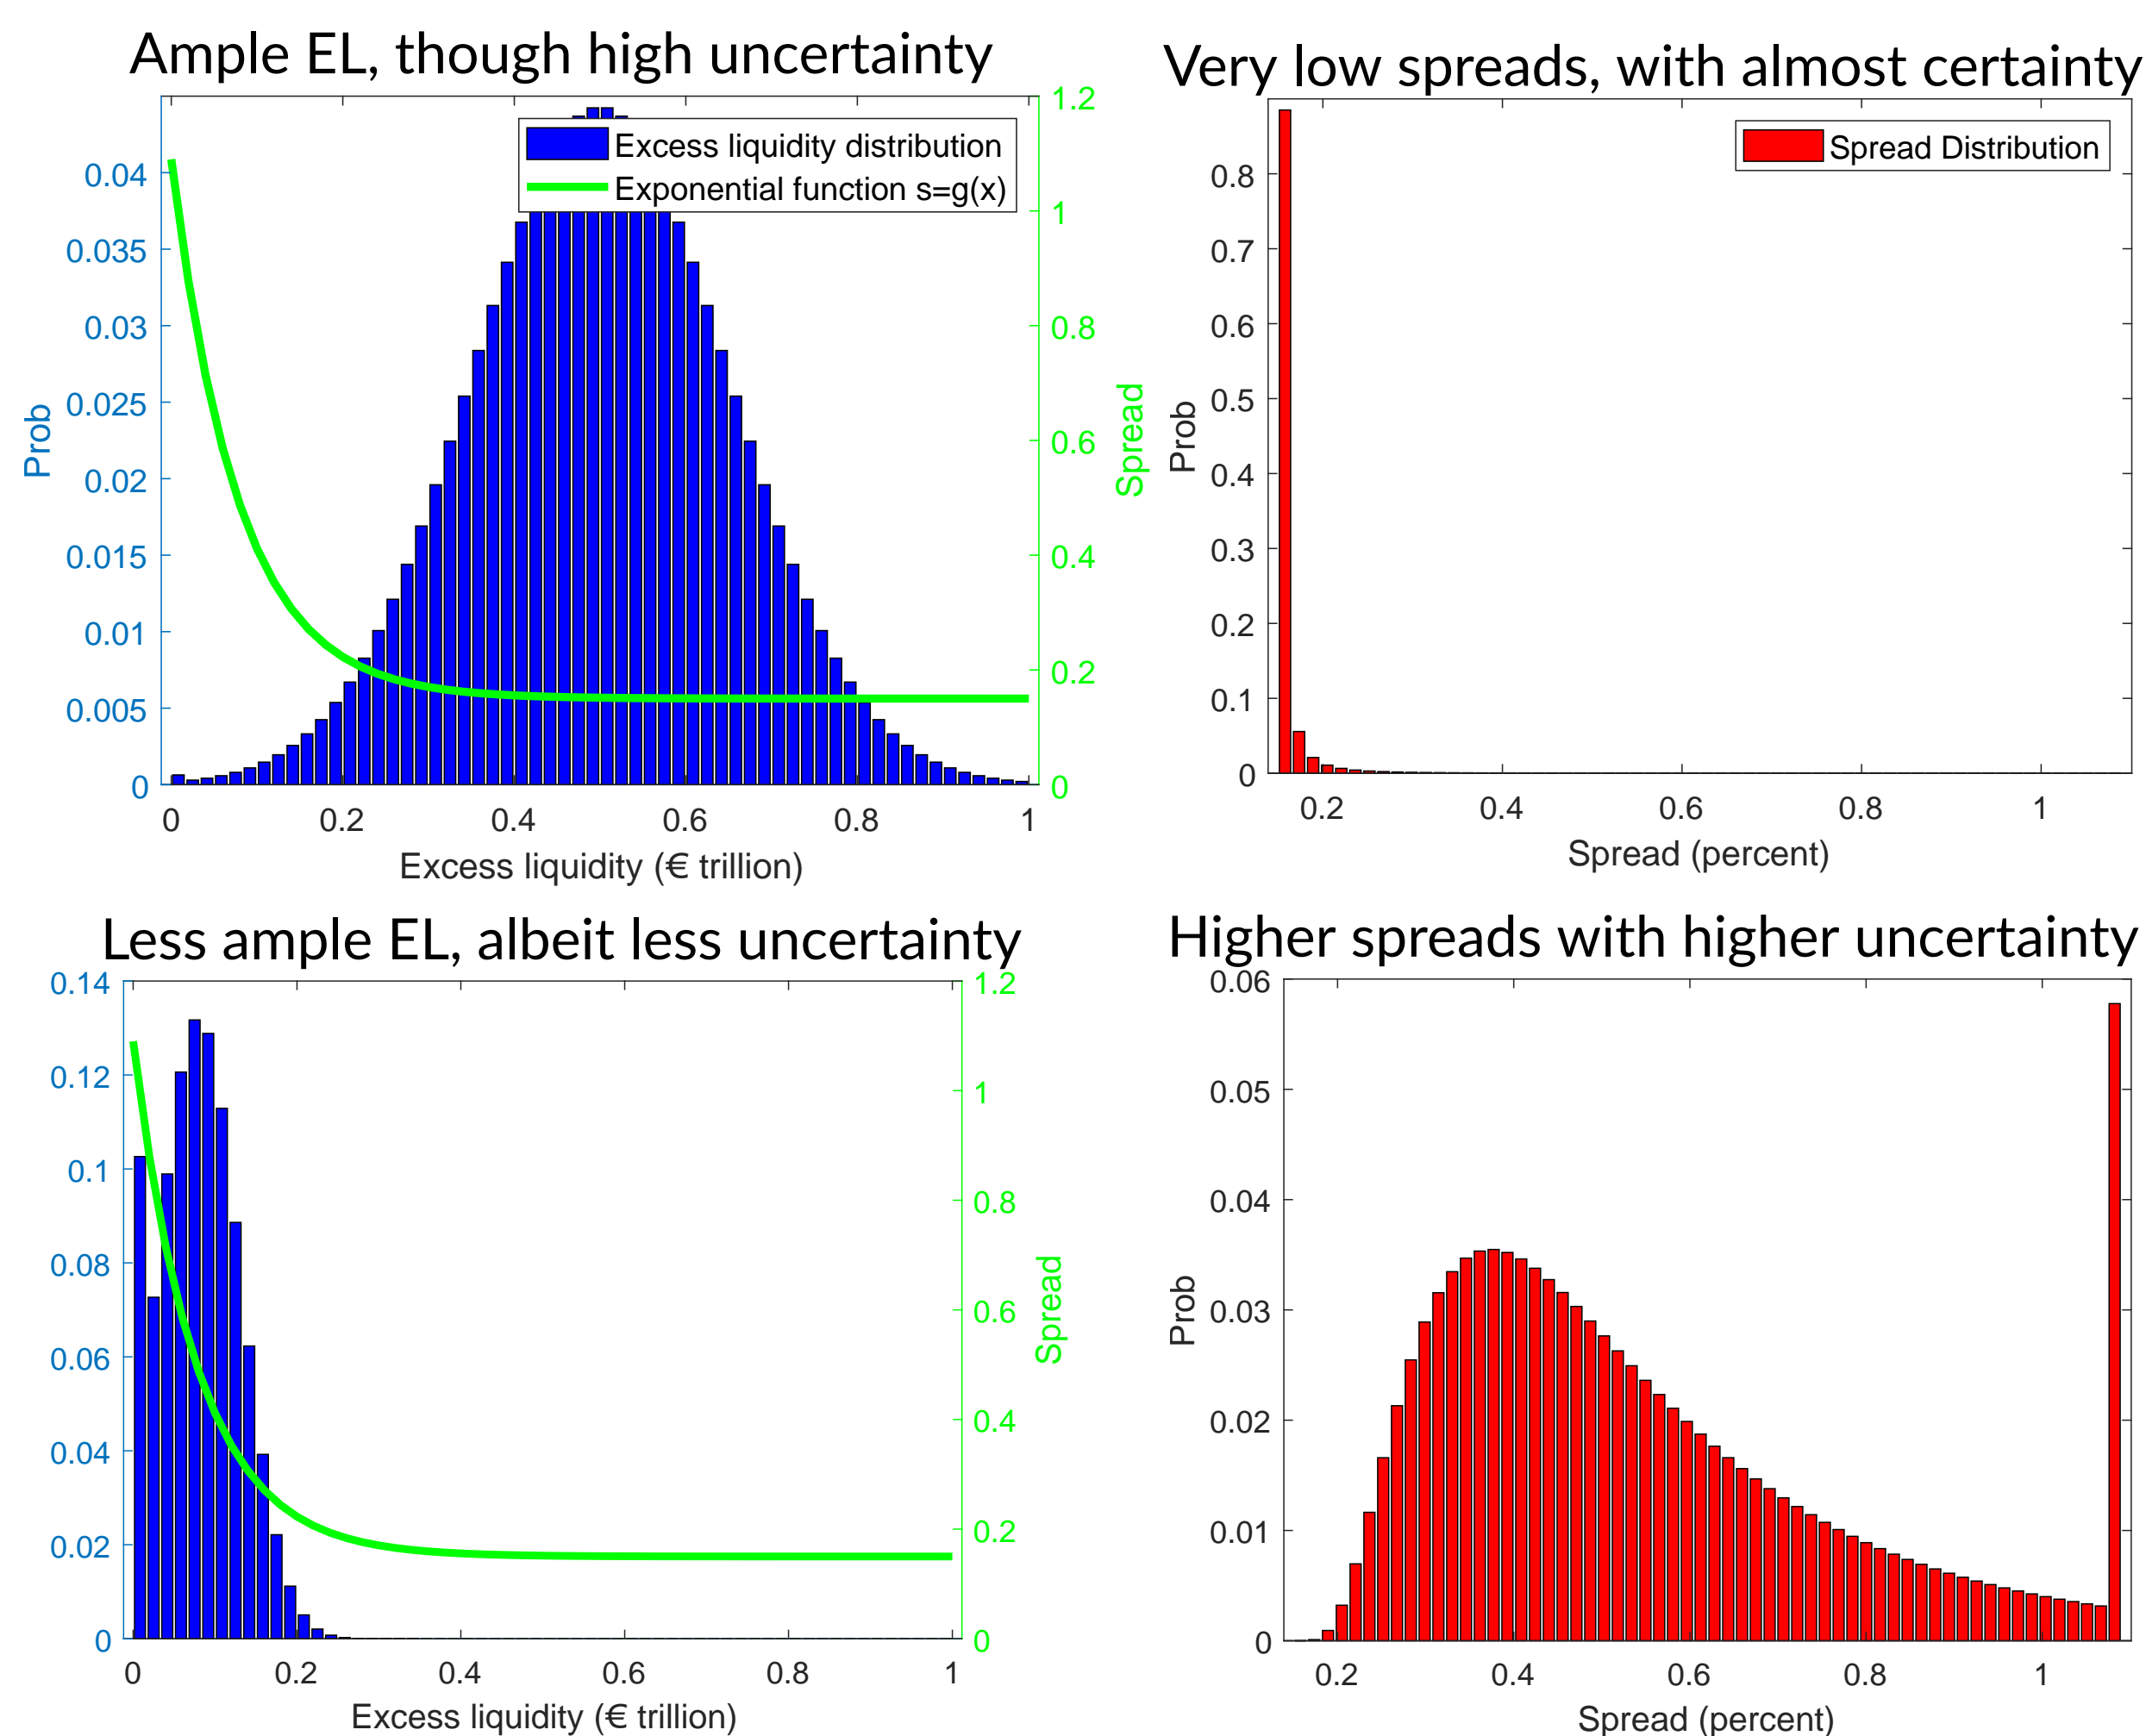 Ample EL, though high uncertainty
Excess liquidity distribution
Exponential function s=g(x)
Prob
0.04
0.035
0.03
0.025
0.02
0.015
0.01
0.005
0
1.2
1
0.8
0.6
0.4
0.2
0
Spread
0 0.2 0.4 0.6 0.8 1
Excess liquidity (€ trillion)
Very low spreads, with almost certainty
Spread Distribution
Prob
0.8
0.7
0.6
0.5
0.4
0.3
0.2
0.1
0
0.2 0.4 0.6 0.8 1
Spread (percent)
Less ample EL, albeit less uncertainty
0.14
0.12
0.1
0.08
0.06
0.04
0.02
0
1.2
1
0.8
0.6
0.4
0.2
0
Spread
0 0.2 0.4 0.6 0.8 1
Excess liquidity (€ trillion)
Higher spreads with higher uncertainty
Prob
0.06
0.05
0.04
0.03
0.02
0.01
0
0.2 0.4 0.6 0.8 1
Spread (percent)